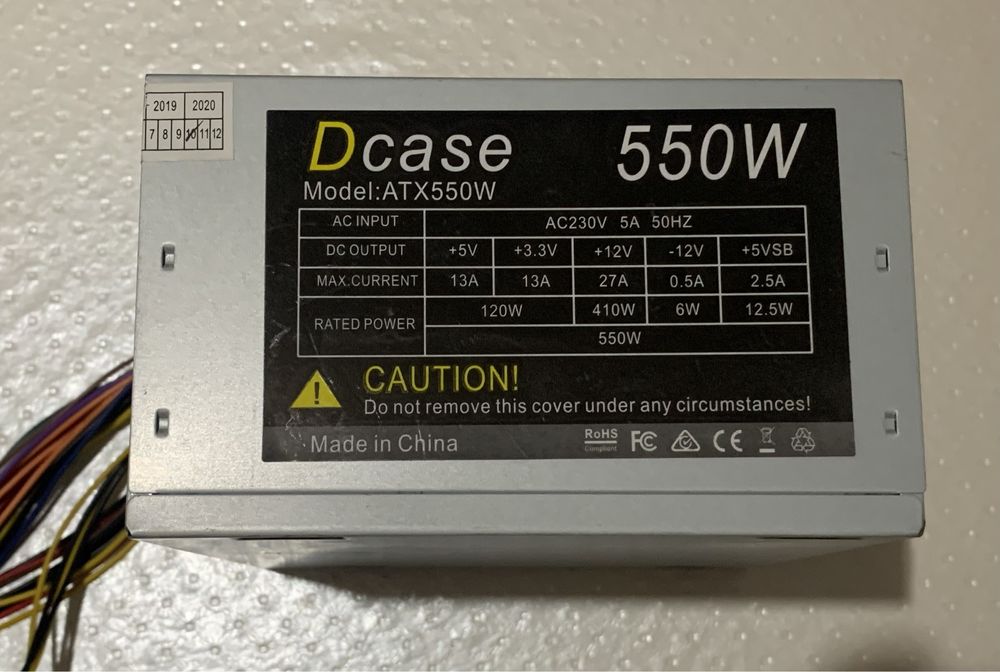 2019 2020
7 8 9 10 11 12
Dcase 550W
Model:ATX550W
AC INPUT AC230V 5A 50HZ
DC OUTPUT +5V +3.3V +12V -12V +5VSB
MAX.CURRENT 13A 13A 27A 0.5A 2.5A
RATED POWER 120W 410W 6W 12.5W
550W
CAUTION!
Do not remove this cover under any circumstances!
Made in China RoHS Compliant FC CE